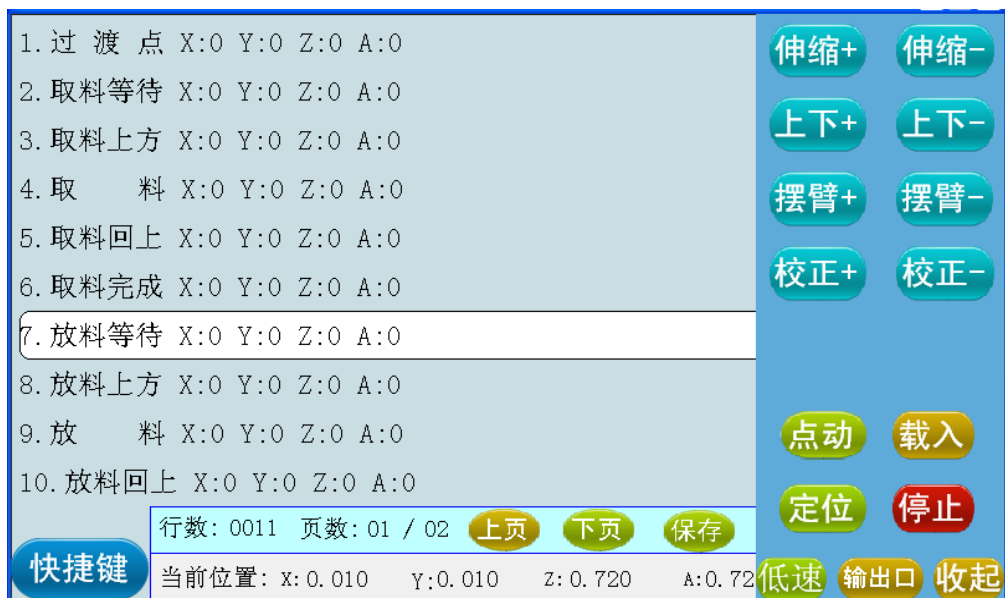 1.过 渡 点 X:0 Y:0 Z:0 A:0
2.取料等待 X:0 Y:0 Z:0 A:0
3.取料上方 X:0 Y:0 Z:0 A:0
4.取 料 X:0 Y:0 Z:0 A:0
5.取料回上 X:0 Y:0 Z:0 A:0
6.取料完成 X:0 Y:0 Z:0 A:0
7.放料等待 X:0 Y:0 Z:0 A:0
8.放料上方 X:0 Y:0 Z:0 A:0
9.放 料 X:0 Y:0 Z:0 A:0
10.放料回上 X:0 Y:0 Z:0 A:0
行数:0011 页数:01 / 02 上页 下页 保存
快捷键 当前位置: X:0.010 Y:0.010 Z:0.720 A:0.72
伸缩+ 伸缩-
上下+ 上下-
摆臂+ 摆臂-
校正+ 校正-
点动 载入
定位 停止
低速 输出口 收起